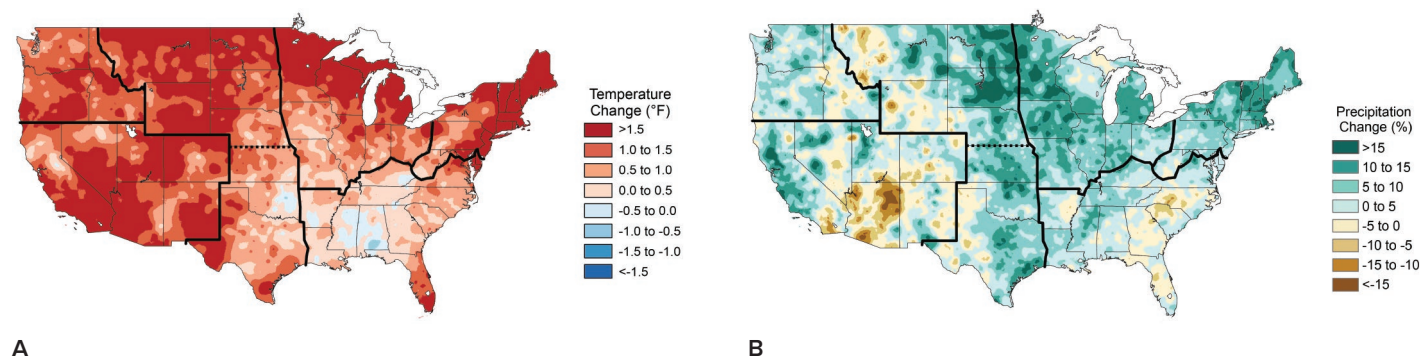 Temperature
Change (°F)
>1.5
1.0 to 1.5
0.5 to 1.0
0.0 to 0.5
-0.5 to 0.0
-1.0 to -0.5
-1.5 to -1.0
<-1.5
A
Precipitation
Change (%)
>15
10 to 15
5 to 10
0 to 5
-5 to 0
-10 to -5
-15 to -10
<-15
B